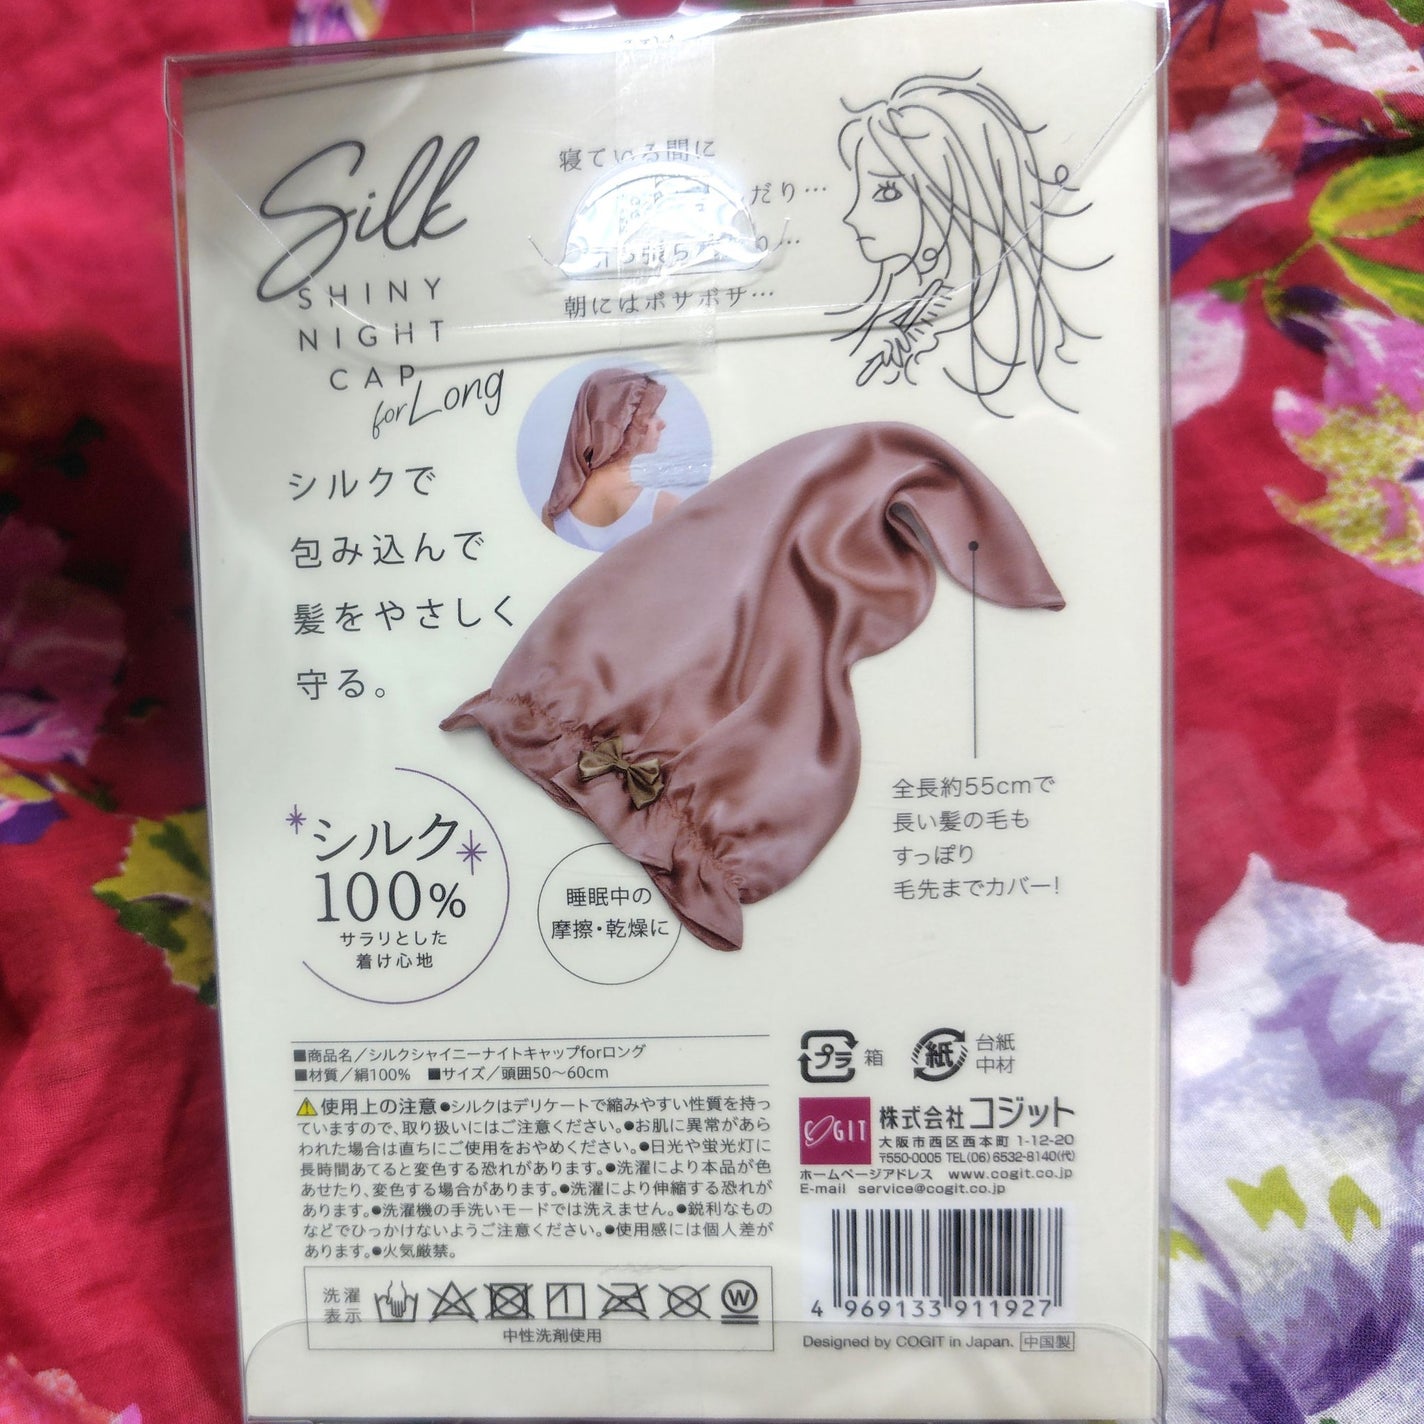 Silk
SHINY
NIGHT
CAP
for Long
寝ている間に
だり…
朝にはボサボサ…
シルクで
包み込んで
髪をやさしく
守る。
全長約55cmで
長い髪の毛も
すっぽり
毛先までカバー!
シルク
100%
サラリとした
着け心地
睡眠中の
摩擦・乾燥に
■商品名／シルクシャイニーナイトキャップforロング
■材質／絹100% ■サイズ／頭囲50～60cm
使用上の注意●シルクはデリケートで縮みやすい性質を持っ
ていますので、取り扱いにはご注意ください。●お肌に異常があら
われた場合は直ちにご使用をおやめください。●日光や蛍光灯に
長時間あてると変色する恐れがあります。●洗濯により本品が色
あせたり、変色する場合があります。●洗濯により伸縮する恐れが
あります。●洗濯機の手洗いモードでは洗えません。●鋭利なもの
などでひっかけないようご注意ください。●使用感には個人差が
あります。●火気厳禁。
洗濯
表示
W
中性洗剤使用
プラ 箱
紙 台紙
中材
COGIT
株式会社コジット
大阪市西区西本町 1-12-20
〒550-0005 TEL(06)6532-8140(代)
ホームページアドレス www.cogit.co.jp
E-mail service@cogit.co.jp
4 969133 911927
Designed by COGIT in Japan. 中国製